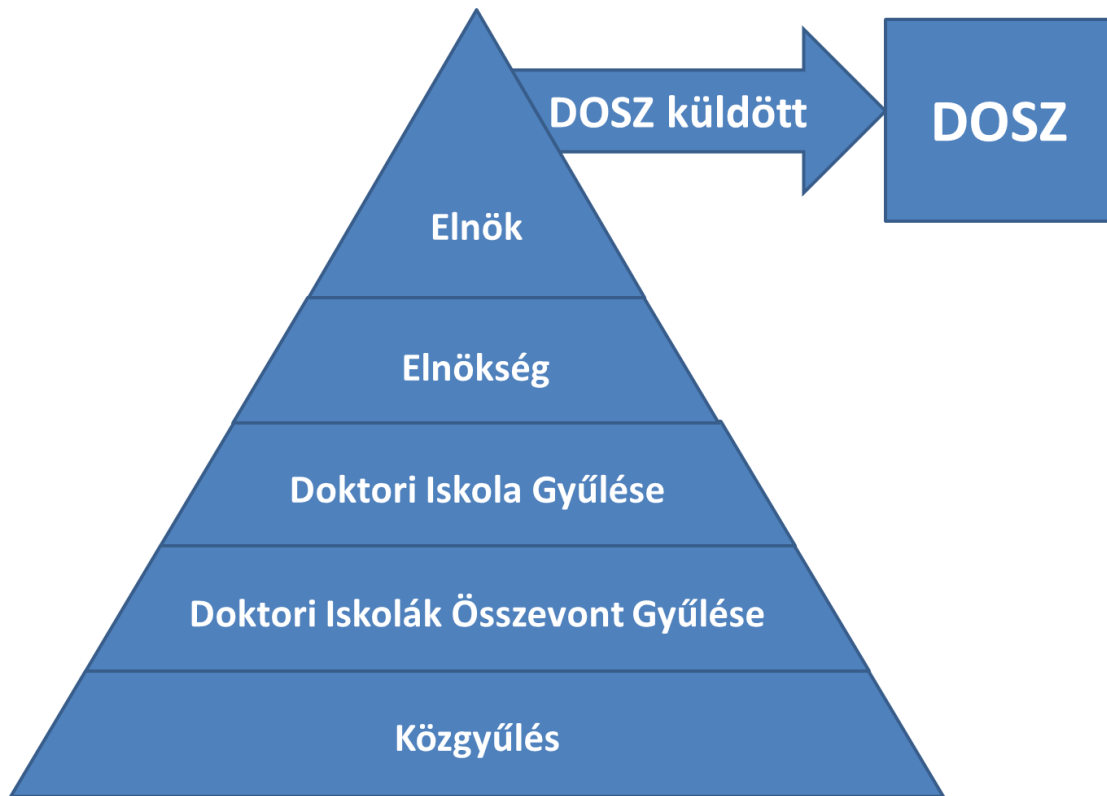 DOSZ küldött
DOSZ
Elnök
Elnökség
Doktori Iskola Gyűlése
Doktori Iskolák Összevont Gyűlése
Közgyűlés